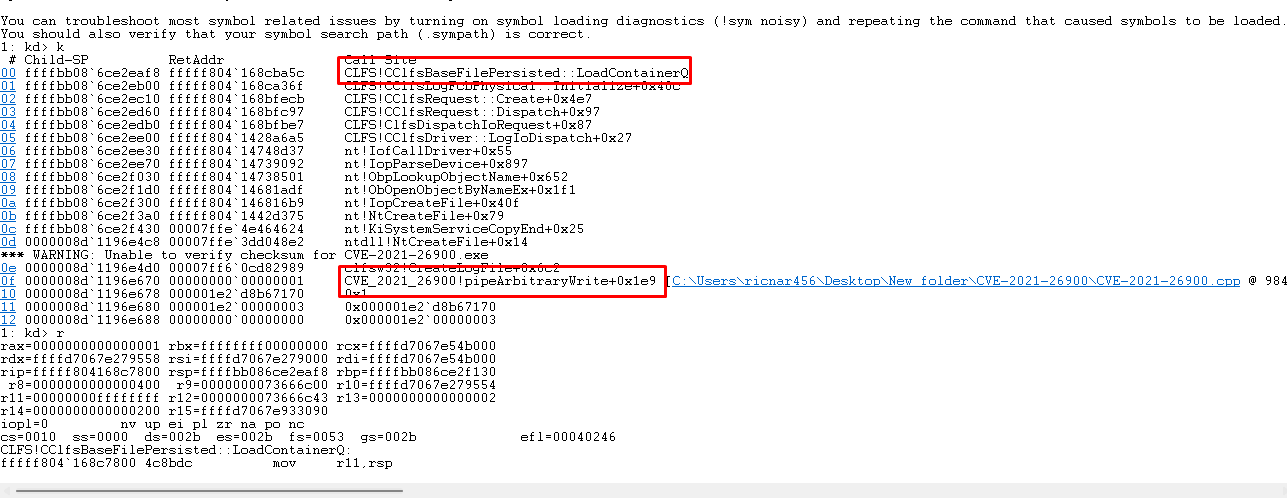 You can troubleshoot most symbol related issues by turning on symbol loading diagnostics (!sym noisy) and repeating the command that caused symbols to be loaded.
You should also verify that your symbol search path (.sympath) is correct.
1: kd> k
 # Child-SP          RetAddr           Call Site
00 ffffbb08`6ce2eaf8 fffff804`168cba5c CLFS!CClfsBaseFilePersisted::LoadContainerQ
01 ffffbb08`6ce2eb00 fffff804`168ca36f CLFS!CClfsLogFcbPhysical::Initialize+0x40c
02 ffffbb08`6ce2ec10 fffff804`168bfecb CLFS!CClfsRequest::Create+0x4e7
03 ffffbb08`6ce2ed60 fffff804`168bfc97 CLFS!CClfsRequest::Dispatch+0x97
04 ffffbb08`6ce2edb0 fffff804`168bfbe7 CLFS!ClfsDispatchIoRequest+0x87
05 ffffbb08`6ce2ee00 fffff804`1428a6a5 CLFS!CClfsDriver::LogIoDispatch+0x27
06 ffffbb08`6ce2ee30 fffff804`14748d37 nt!IofCallDriver+0x55
07 ffffbb08`6ce2ee70 fffff804`14739092 nt!IopParseDevice+0x897
08 ffffbb08`6ce2f030 fffff804`14738501 nt!ObpLookupObjectName+0x652
09 ffffbb08`6ce2f1d0 fffff804`14681adf nt!ObOpenObjectByNameEx+0x1f1
0a ffffbb08`6ce2f300 fffff804`146816b9 nt!IopCreateFile+0x40f
0b ffffbb08`6ce2f3a0 fffff804`1442d375 nt!NtCreateFile+0x79
0c ffffbb08`6ce2f430 00007ffe`4e464624 nt!KiSystemServiceCopyEnd+0x25
0d 0000008d`1196e4c8 00007ffe`3dd048e2 ntdll!NtCreateFile+0x14
*** WARNING: Unable to verify checksum for CVE-2021-26900.exe
0e 0000008d`1196e4d0 00007ff6`0cd82989 clfsw32!CreateLogFile+0x6c2
0f 0000008d`1196e670 00000000`00000001 CVE_2021_26900!pipeArbitraryWrite+0x1e9 [C:\Users\ricnar456\Desktop\New folder\CVE-2021-26900\CVE-2021-26900.cpp @ 984
10 0000008d`1196e678 000001e2`d8b67170 0x1
11 0000008d`1196e680 000001e2`00000003 0x000001e2`d8b67170
12 0000008d`1196e688 00000000`00000000 0x000001e2`00000003
1: kd> r
rax=0000000000000001 rbx=ffffffff00000000 rcx=ffffd7067e54b000
rdx=ffffd7067e279558 rsi=ffffd7067e279000 rdi=ffffd7067e54b000
rip=fffff804168c7800 rsp=ffffbb086ce2eaf8 rbp=ffffbb086ce2f130
 r8=0000000000000400  r9=0000000073666c00 r10=ffffd7067e279554
r11=00000000ffffffff r12=0000000073666c43 r13=0000000000000002
r14=0000000000000200 r15=ffffd7067e933090
iopl=0         nv up ei pl zr na po nc
cs=0010  ss=0000  ds=002b  es=002b  fs=0053  gs=002b             efl=00040246
CLFS!CClfsBaseFilePersisted::LoadContainerQ:
fffff804`168c7800 4c8bdc          mov     r11,rsp